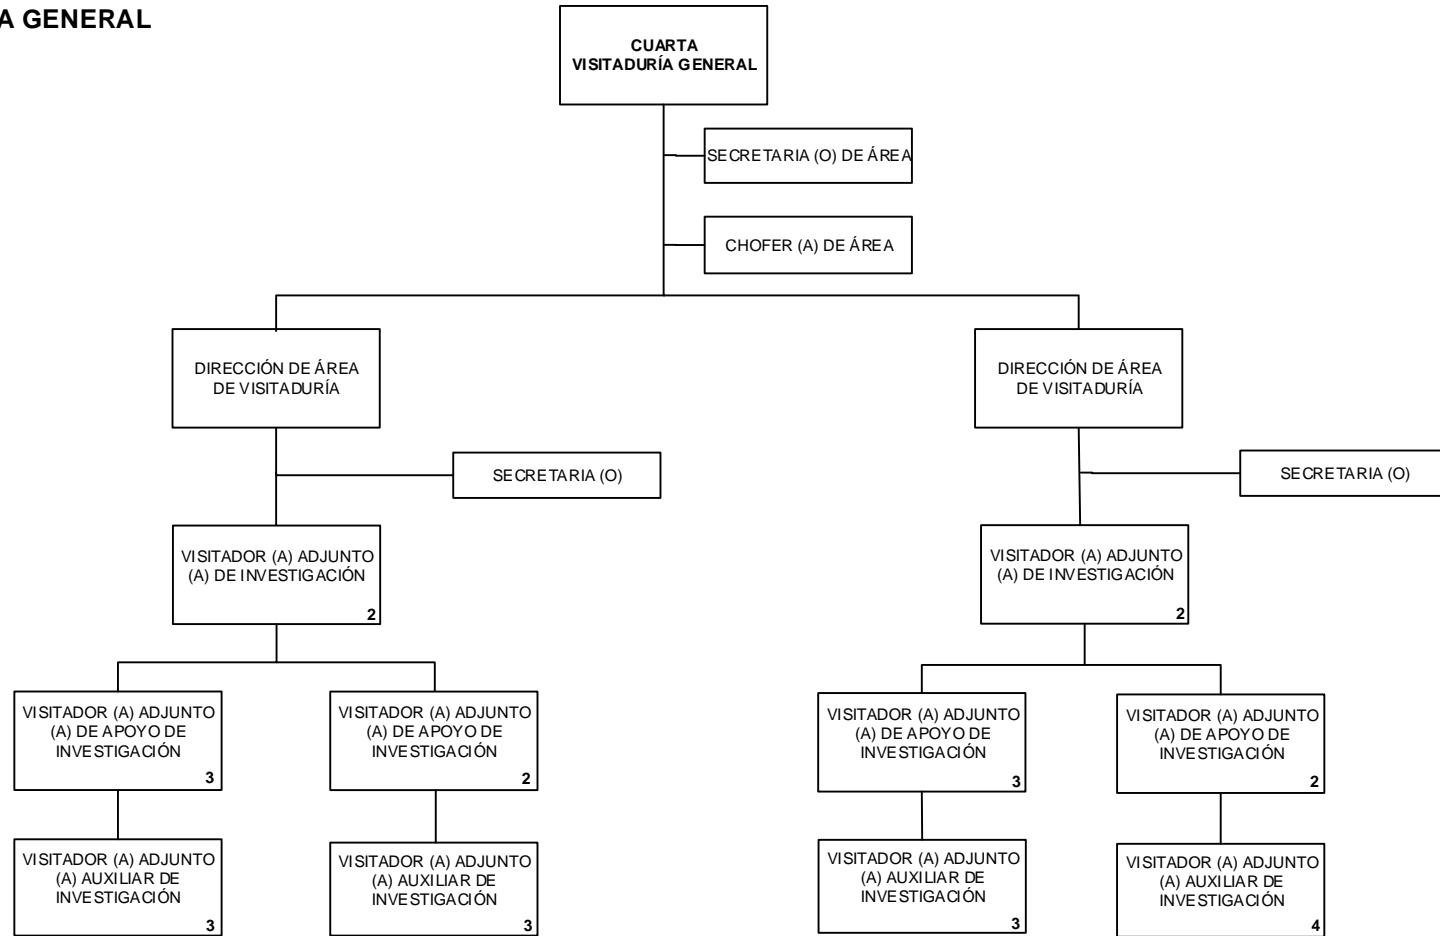 A GENERAL
CUARTA
VISITADURÍA GENERAL
SECRETARIA (O) DE ÁREA
CHOFER (A) DE ÁREA
DIRECCIÓN DE ÁREA
DE VISITADURÍA
DIRECCIÓN DE ÁREA
DE VISITADURÍA
SECRETARIA (O)
SECRETARIA (O)
VISITADOR (A) ADJUNTO
(A) DE INVESTIGACIÓN
2
VISITADOR (A) ADJUNTO
(A) DE INVESTIGACIÓN
2
VISITADOR (A) ADJUNTO
(A) DE APOYO DE
INVESTIGACIÓN
3
VISITADOR (A) ADJUNTO
(A) DE APOYO DE
INVESTIGACIÓN
2
VISITADOR (A) ADJUNTO
(A) DE APOYO DE
INVESTIGACIÓN
3
VISITADOR (A) ADJUNTO
(A) DE APOYO DE
INVESTIGACIÓN
2
VISITADOR (A) ADJUNTO
(A) AUXILIAR DE
INVESTIGACIÓN
3
VISITADOR (A) ADJUNTO
(A) AUXILIAR DE
INVESTIGACIÓN
3
VISITADOR (A) ADJUNTO
(A) AUXILIAR DE
INVESTIGACIÓN
3
VISITADOR (A) ADJUNTO
(A) AUXILIAR DE
INVESTIGACIÓN
4